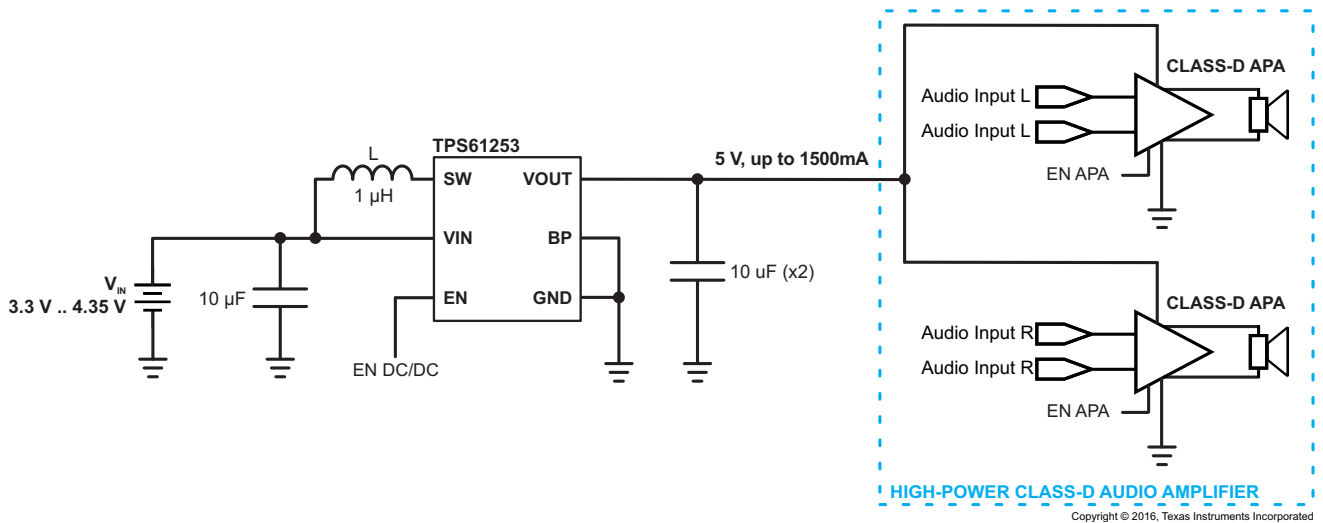 TPS61253
L
1 µH
SW
VOUT
VIN
BP
EN
GND
V_IN
3.3 V .. 4.35 V
10 µF
EN DC/DC
10 uF (x2)
5 V, up to 1500mA
CLASS-D APA
Audio Input L
Audio Input L
EN APA
CLASS-D APA
Audio Input R
Audio Input R
EN APA
HIGH-POWER CLASS-D AUDIO AMPLIFIER
Copyright © 2016, Texas Instruments Incorporated